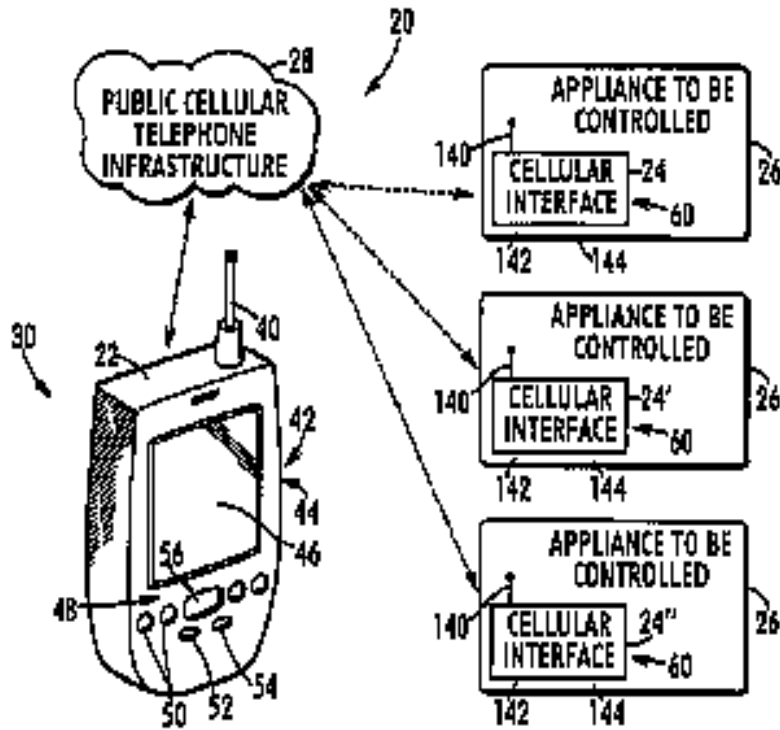 20
28
PUBLIC CELLULAR
TELEPHONE
INFRASTRUCTURE
APPLIANCE TO BE
CONTROLLED
140
26
CELLULAR
INTERFACE
24
60
142
144
40
30
22
APPLIANCE TO BE
CONTROLLED
140
26
CELLULAR
INTERFACE
24'
60
142
144
42
44
46
56
48
50
52
54
APPLIANCE TO BE
CONTROLLED
140
26
CELLULAR
INTERFACE
24"
60
142
144